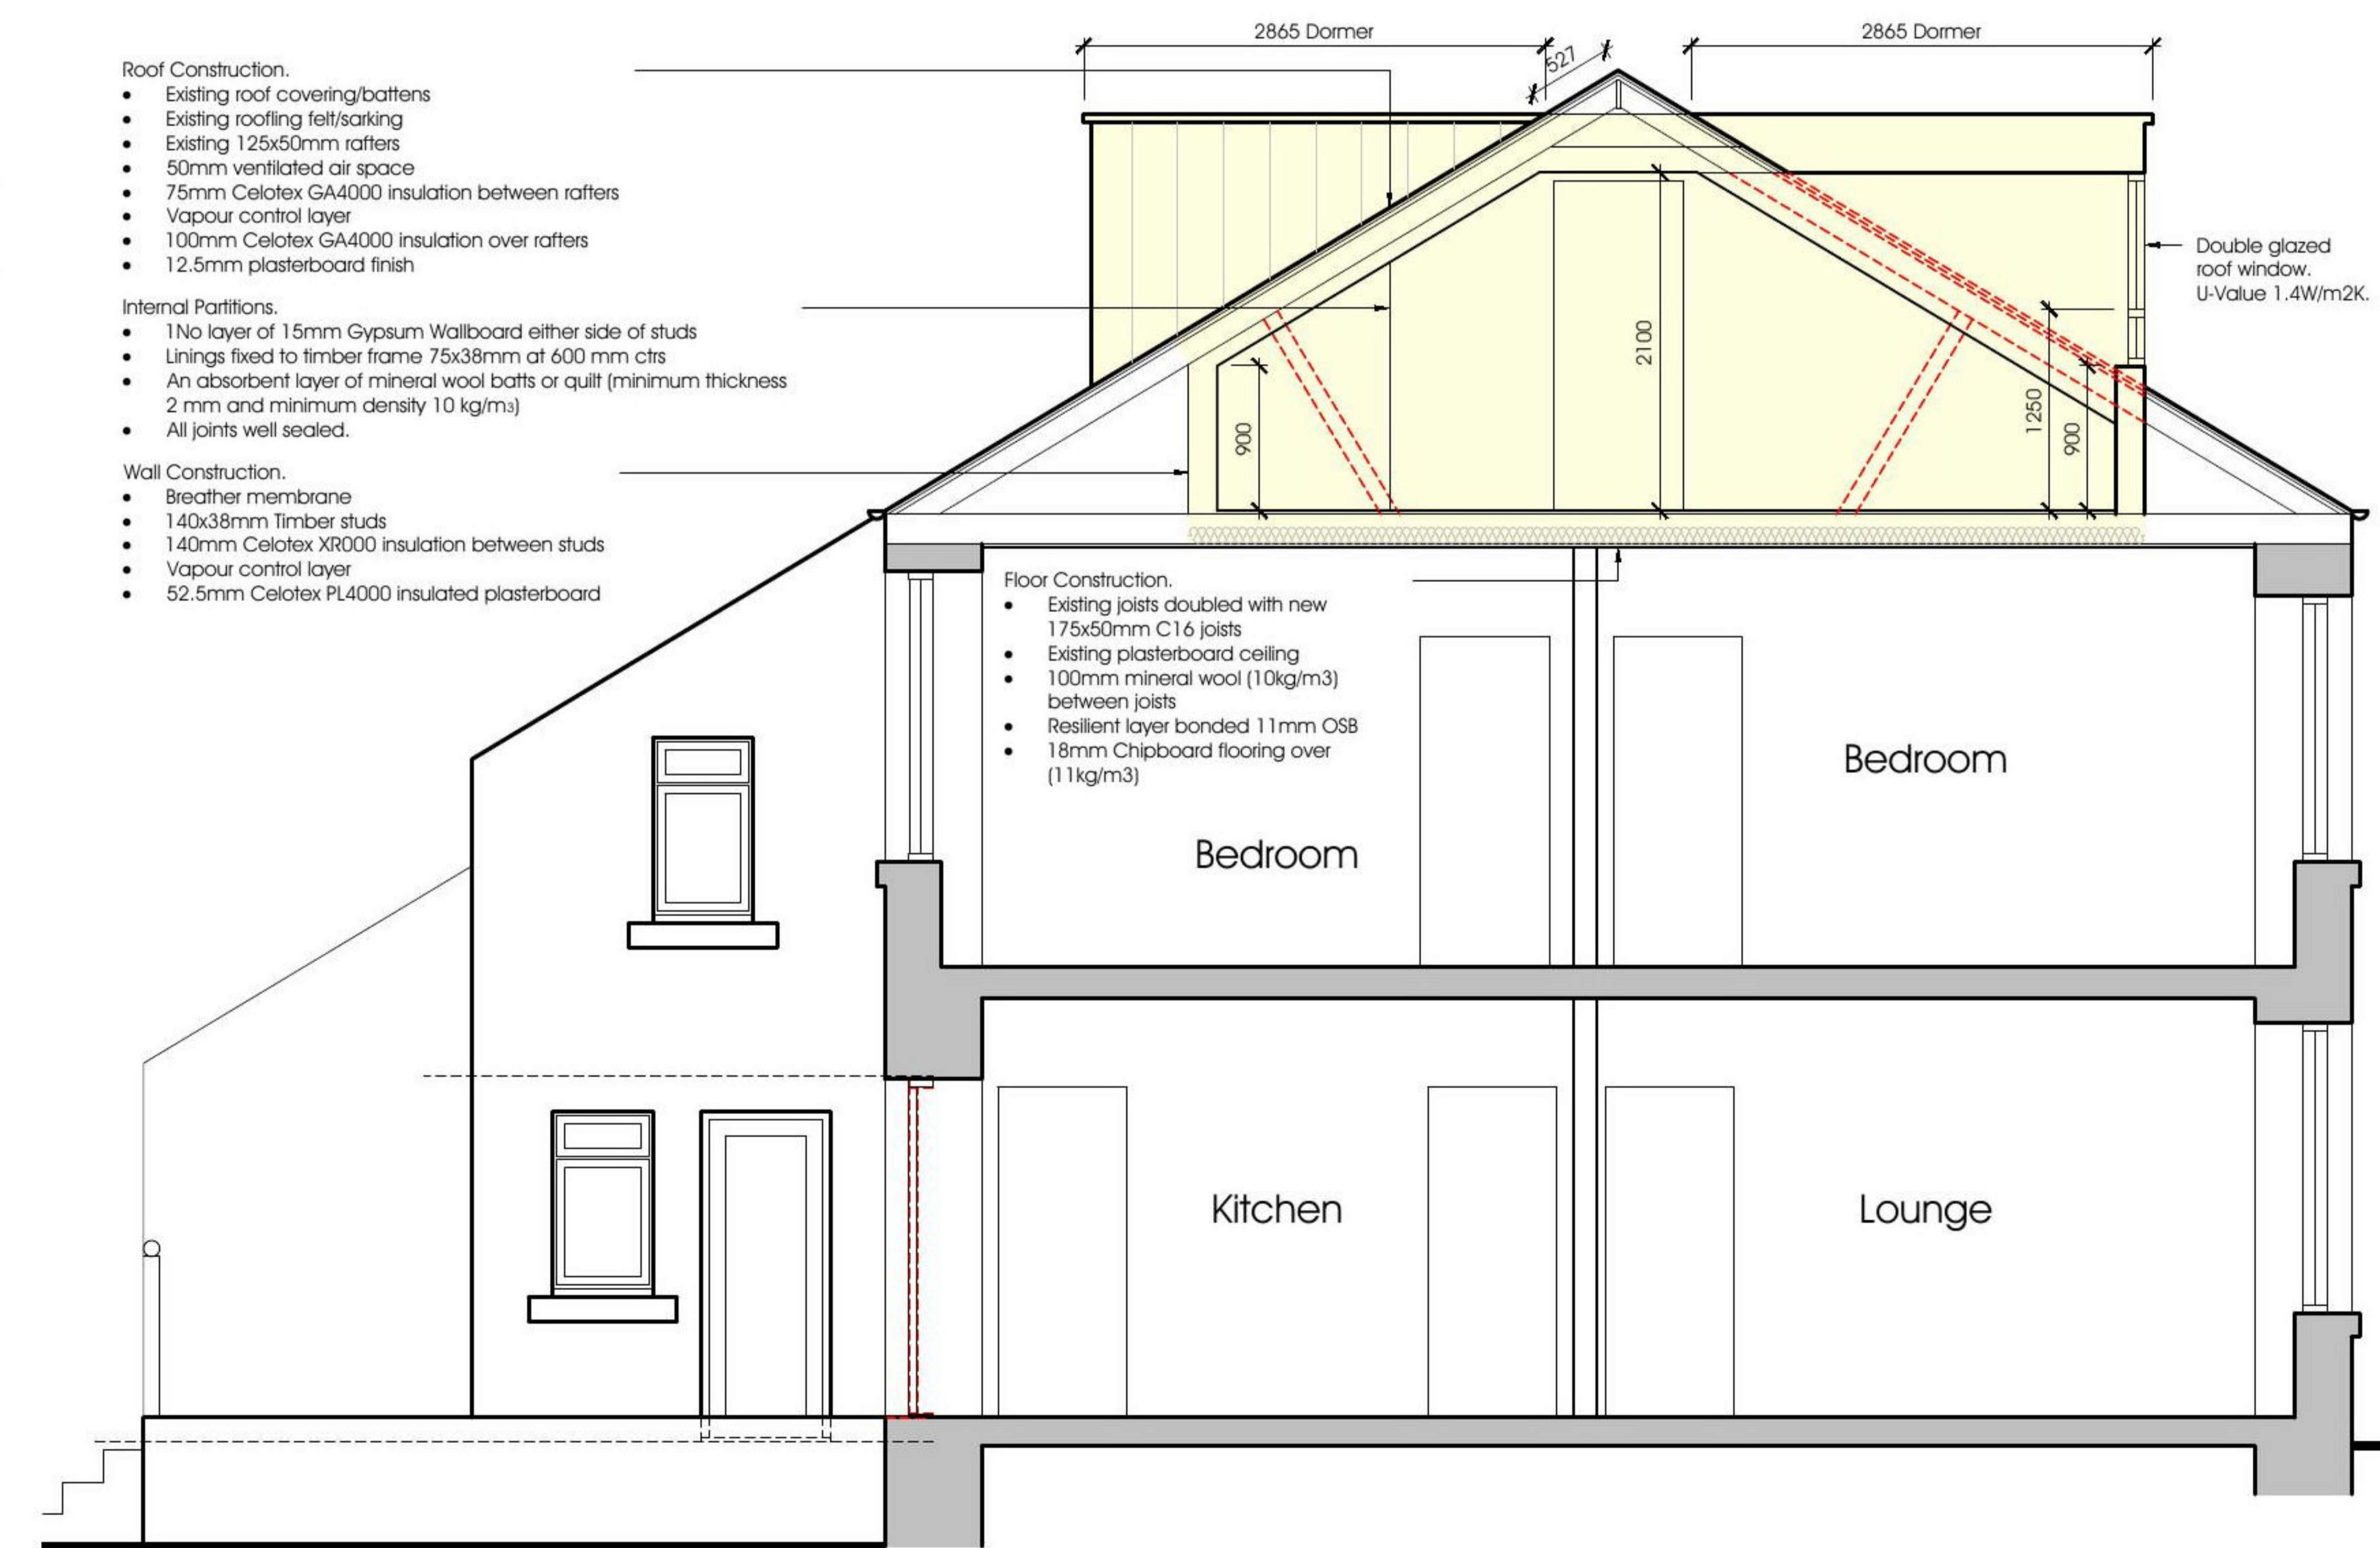 2865 Dormer
527
2865 Dormer
Roof Construction.
• Existing roof covering/battens
• Existing roofling felt/sarking
• Existing 125x50mm rafters
• 50mm ventilated air space
• 75mm Celotex GA4000 insulation between rafters
• Vapour control layer
• 100mm Celotex GA4000 insulation over rafters
• 12.5mm plasterboard finish
Internal Partitions.
• 1No layer of 15mm Gypsum Wallboard either side of studs
• Linings fixed to timber frame 75x38mm at 600 mm ctrs
• An absorbent layer of mineral wool batts or quilt (minimum thickness
2 mm and minimum density 10 kg/m3)
• All joints well sealed.
Wall Construction.
• Breather membrane
• 140x38mm Timber studs
• 140mm Celotex XR000 insulation between studs
• Vapour control layer
• 52.5mm Celotex PL4000 insulated plasterboard
Double glazed
roof window.
U-Value 1.4W/m2K.
900
2100
1250
900
Floor Construction.
• Existing joists doubled with new
175x50mm C16 joists
• Existing plasterboard ceiling
• 100mm mineral wool (10kg/m3)
between joists
• Resilient layer bonded 11mm OSB
• 18mm Chipboard flooring over
(11kg/m3)
Bedroom
Bedroom
Kitchen
Lounge